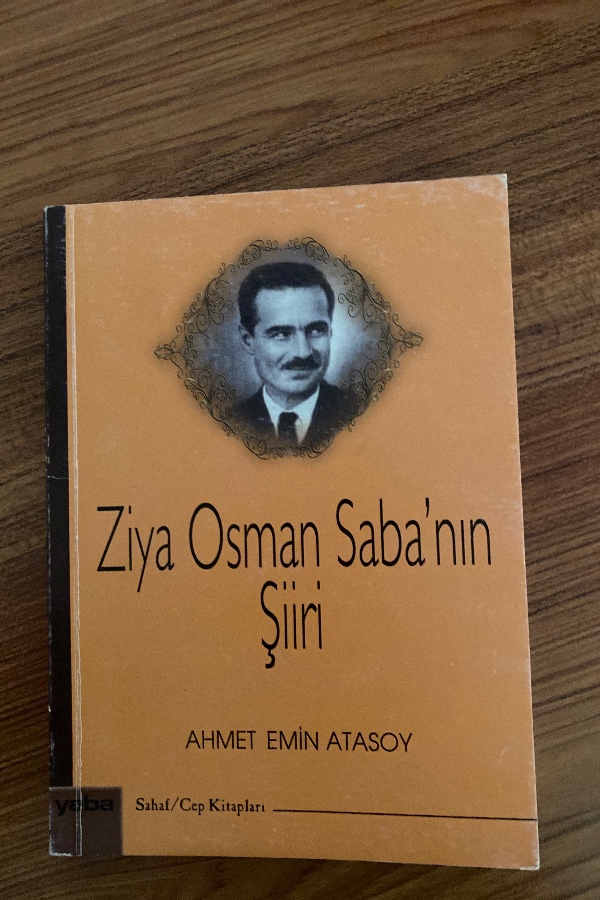 Ziya Osman Saba'nın
Şiiri
AHMET EMİN ATASOY
yaba
Sahaf/Cep Kitapları